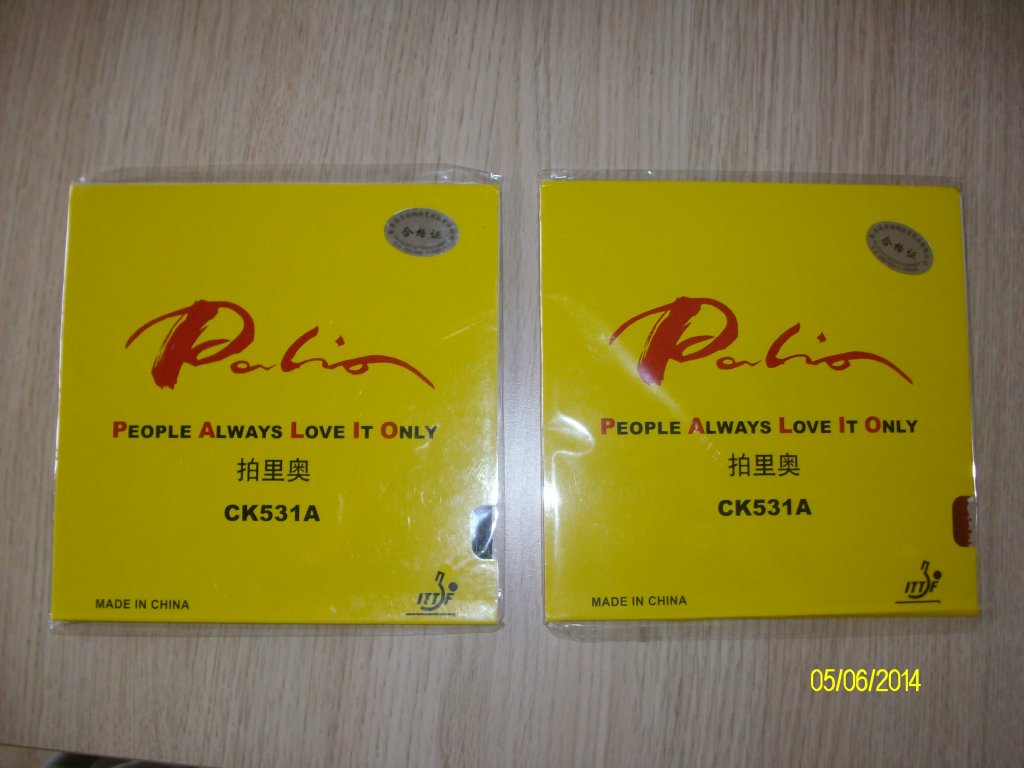 合格证
Palio
PEOPLE ALWAYS LOVE IT ONLY
拍里奥
CK531A
MADE IN CHINA
ITTF
合格证
Palio
PEOPLE ALWAYS LOVE IT ONLY
拍里奥
CK531A
MADE IN CHINA
ITTF
05/06/2014